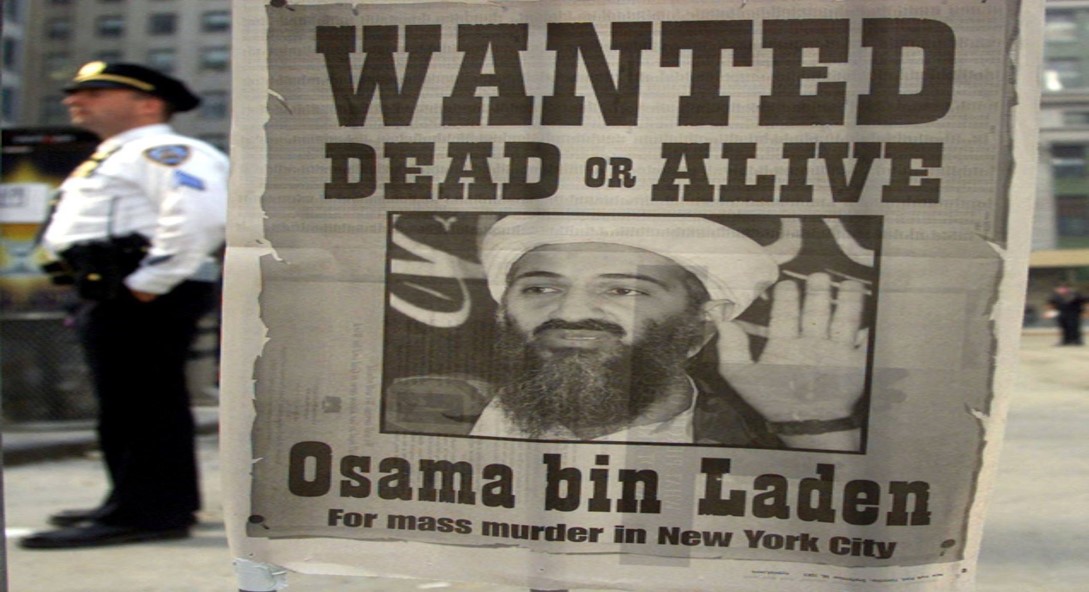 WANTED
DEAD OR ALIVE
Osama bin Laden
For mass murder in New York City